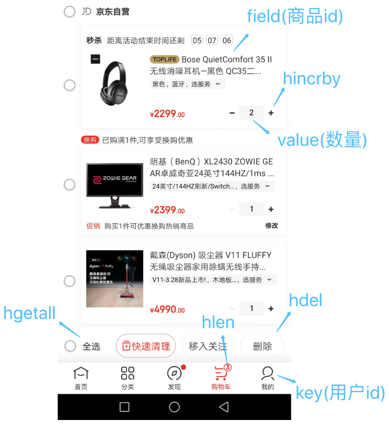 field(商品id)
JD 京东自营
秒杀 距离活动结束时间还剩 05 07 06
TOPLIFE Bose QuietComfort 35 II
无线消噪耳机—黑色 QC35二...
黑色，蓝牙，选服务
hincrby
¥2299.00
− 2 +
value(数量)
换购 已购满1件,可享受换购优惠
明基（BenQ）XL2430 ZOWIE GE
AR卓威奇亚24英寸144HZ/1ms ...
24英寸/144HZ刷新/Switch..., 选服务
ZOWIE GEAR
¥2399.00
− 1 +
促销 购买1件可优惠换购热销商品 修改
戴森(Dyson) 吸尘器 V11 FLUFFY
无绳吸尘器家用除螨无线手持...
V11-3.28新品上市!，木地板..., 选服务
¥4990.00
− 1 +
hgetall
hlen
hdel
全选 快速清理 移入关注 删除
3
首页 分类 发现 购物车 我的
key(用户id)